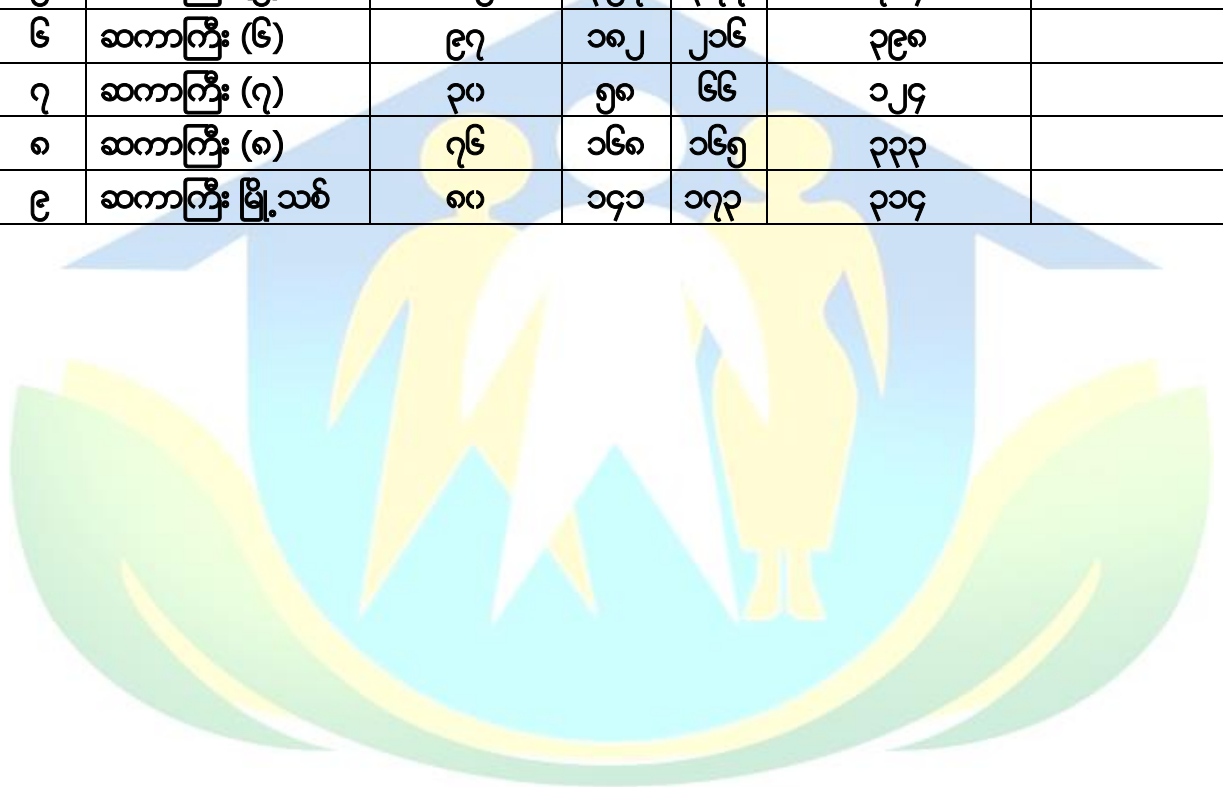 ၆ ဆကာကြီး (၆) ၉၇ ၁၈၂ ၂၁၆ ၃၉၈
၇ ဆကာကြီး (၇) ၃၀ ၅၈ ၆၆ ၁၂၄
၈ ဆကာကြီး (၈) ၇၆ ၁၆၈ ၁၆၅ ၃၃၃
၉ ဆကာကြီး မြို့သစ် ၈၀ ၁၄၁ ၁၇၃ ၃၁၄